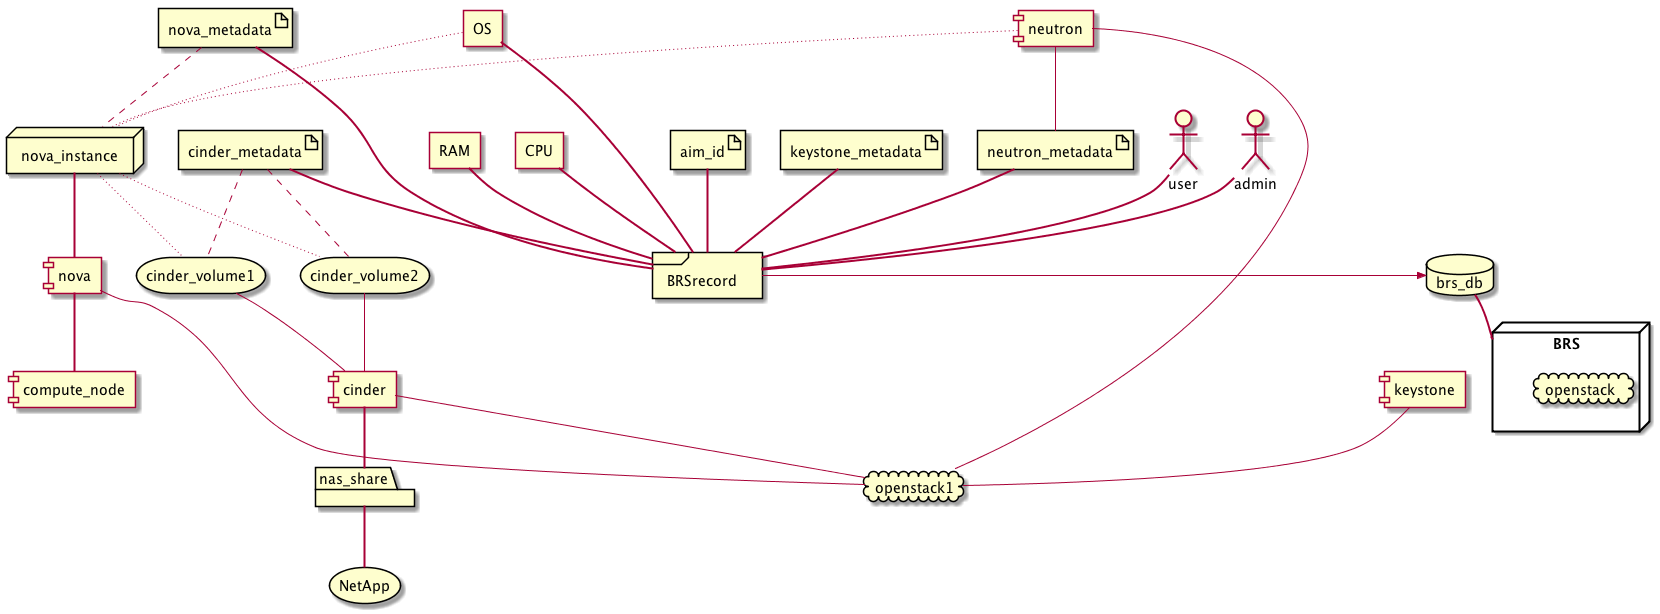 nova_metadata
OS
neutron
nova_instance
cinder_metadata
RAM
CPU
aim_id
keystone_metadata
neutron_metadata
user
admin
nova
cinder_volume1
cinder_volume2
BRSrecord
brs_db
BRS
compute_node
cinder
keystone
openstack
nas_share
openstack1
NetApp